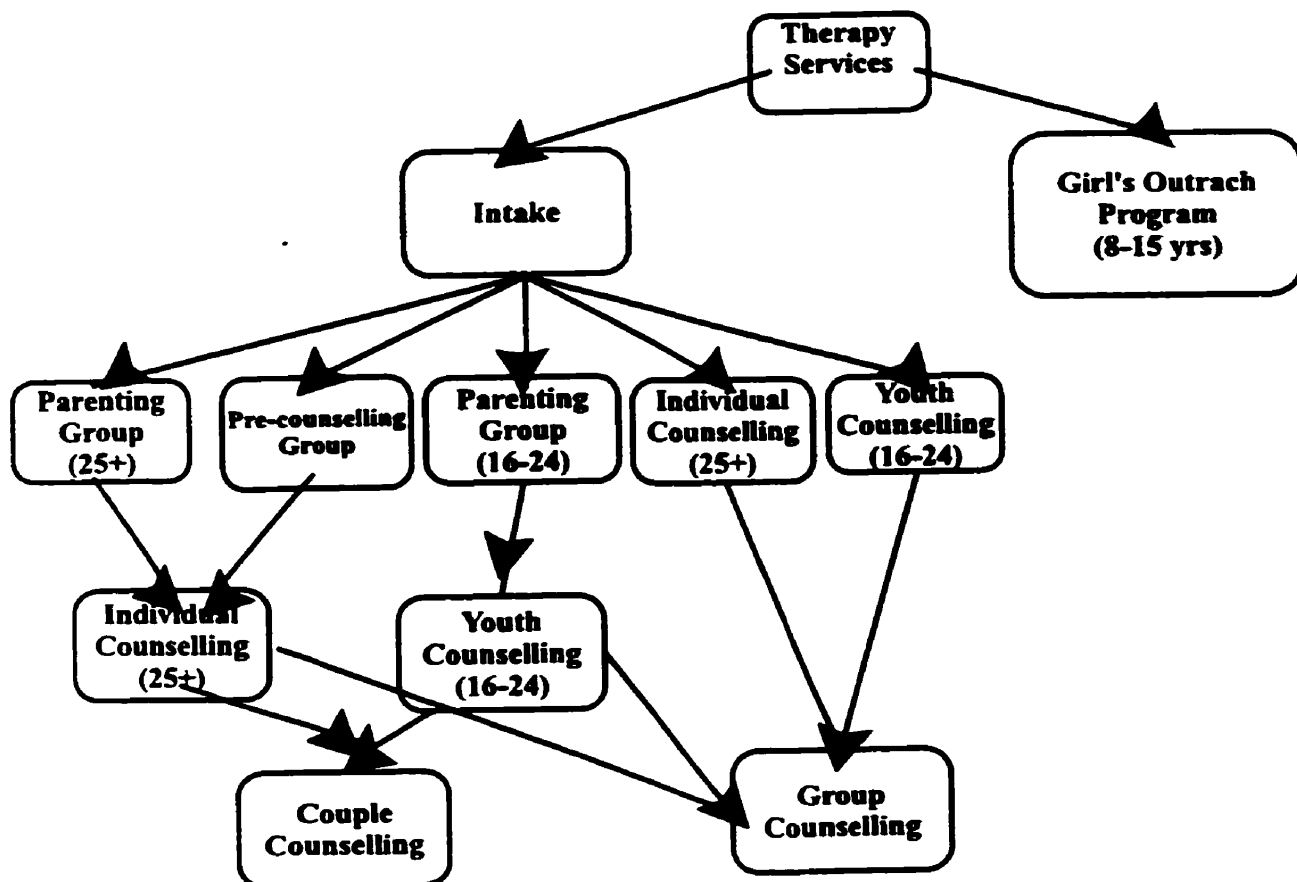 Therapy
Services
Intake
Girl's Outrach
Program
(8-15 yrs)
Parenting
Group
(25+)
Pre-counselling
Group
Parenting
Group
(16-24)
Individual
Counselling
(25+)
Youth
Counselling
(16-24)
Individual
Counselling
(25+)
Youth
Counselling
(16-24)
Couple
Counselling
Group
Counselling